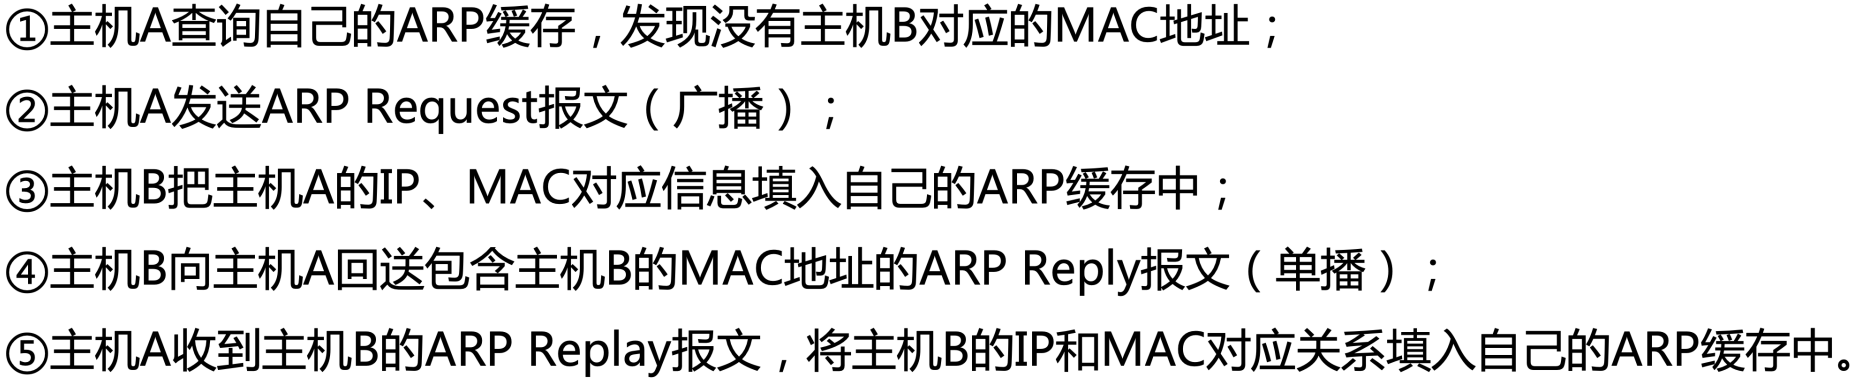 ①主机A查询自己的ARP缓存，发现没有主机B对应的MAC地址；
②主机A发送ARP Request报文（广播）；
③主机B把主机A的IP、MAC对应信息填入自己的ARP缓存中；
④主机B向主机A回送包含主机B的MAC地址的ARP Reply报文（单播）；
⑤主机A收到主机B的ARP Replay报文，将主机B的IP和MAC对应关系填入自己的ARP缓存中。